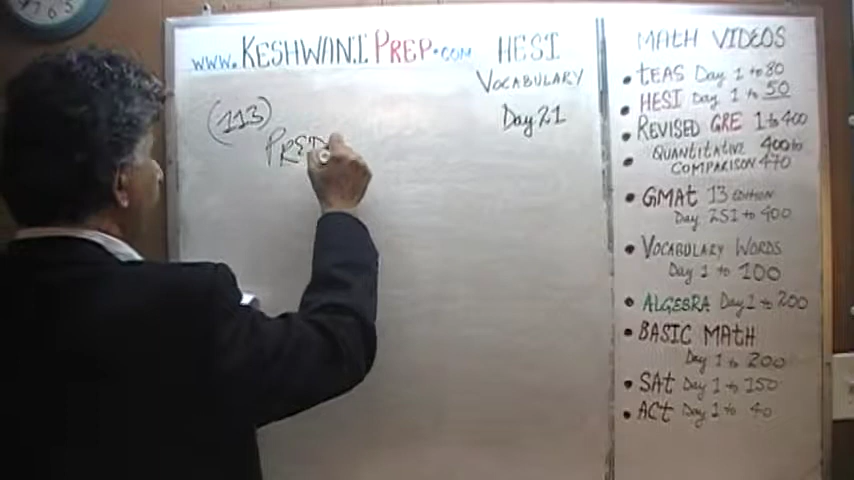 www.KESHWANI PREP.com
HESI
VOCABULARY
Day 21
(113)
PRED
MATH VIDEOS
• TEAS Day 1 to 80
• HESI Day 1 to 50
• REVISED GRE 1 to 400
• QUANTITATIVE 400 to
COMPARISON 470
• GMAT 13 EDITION
Day 251 to 400
• VOCABULARY WORDS
Day 1 to 100
• ALGEBRA Day 1 to 200
• BASIC MATH
Day 1 to 200
• SAT Day 1 to 150
• ACT Day 1 to 40